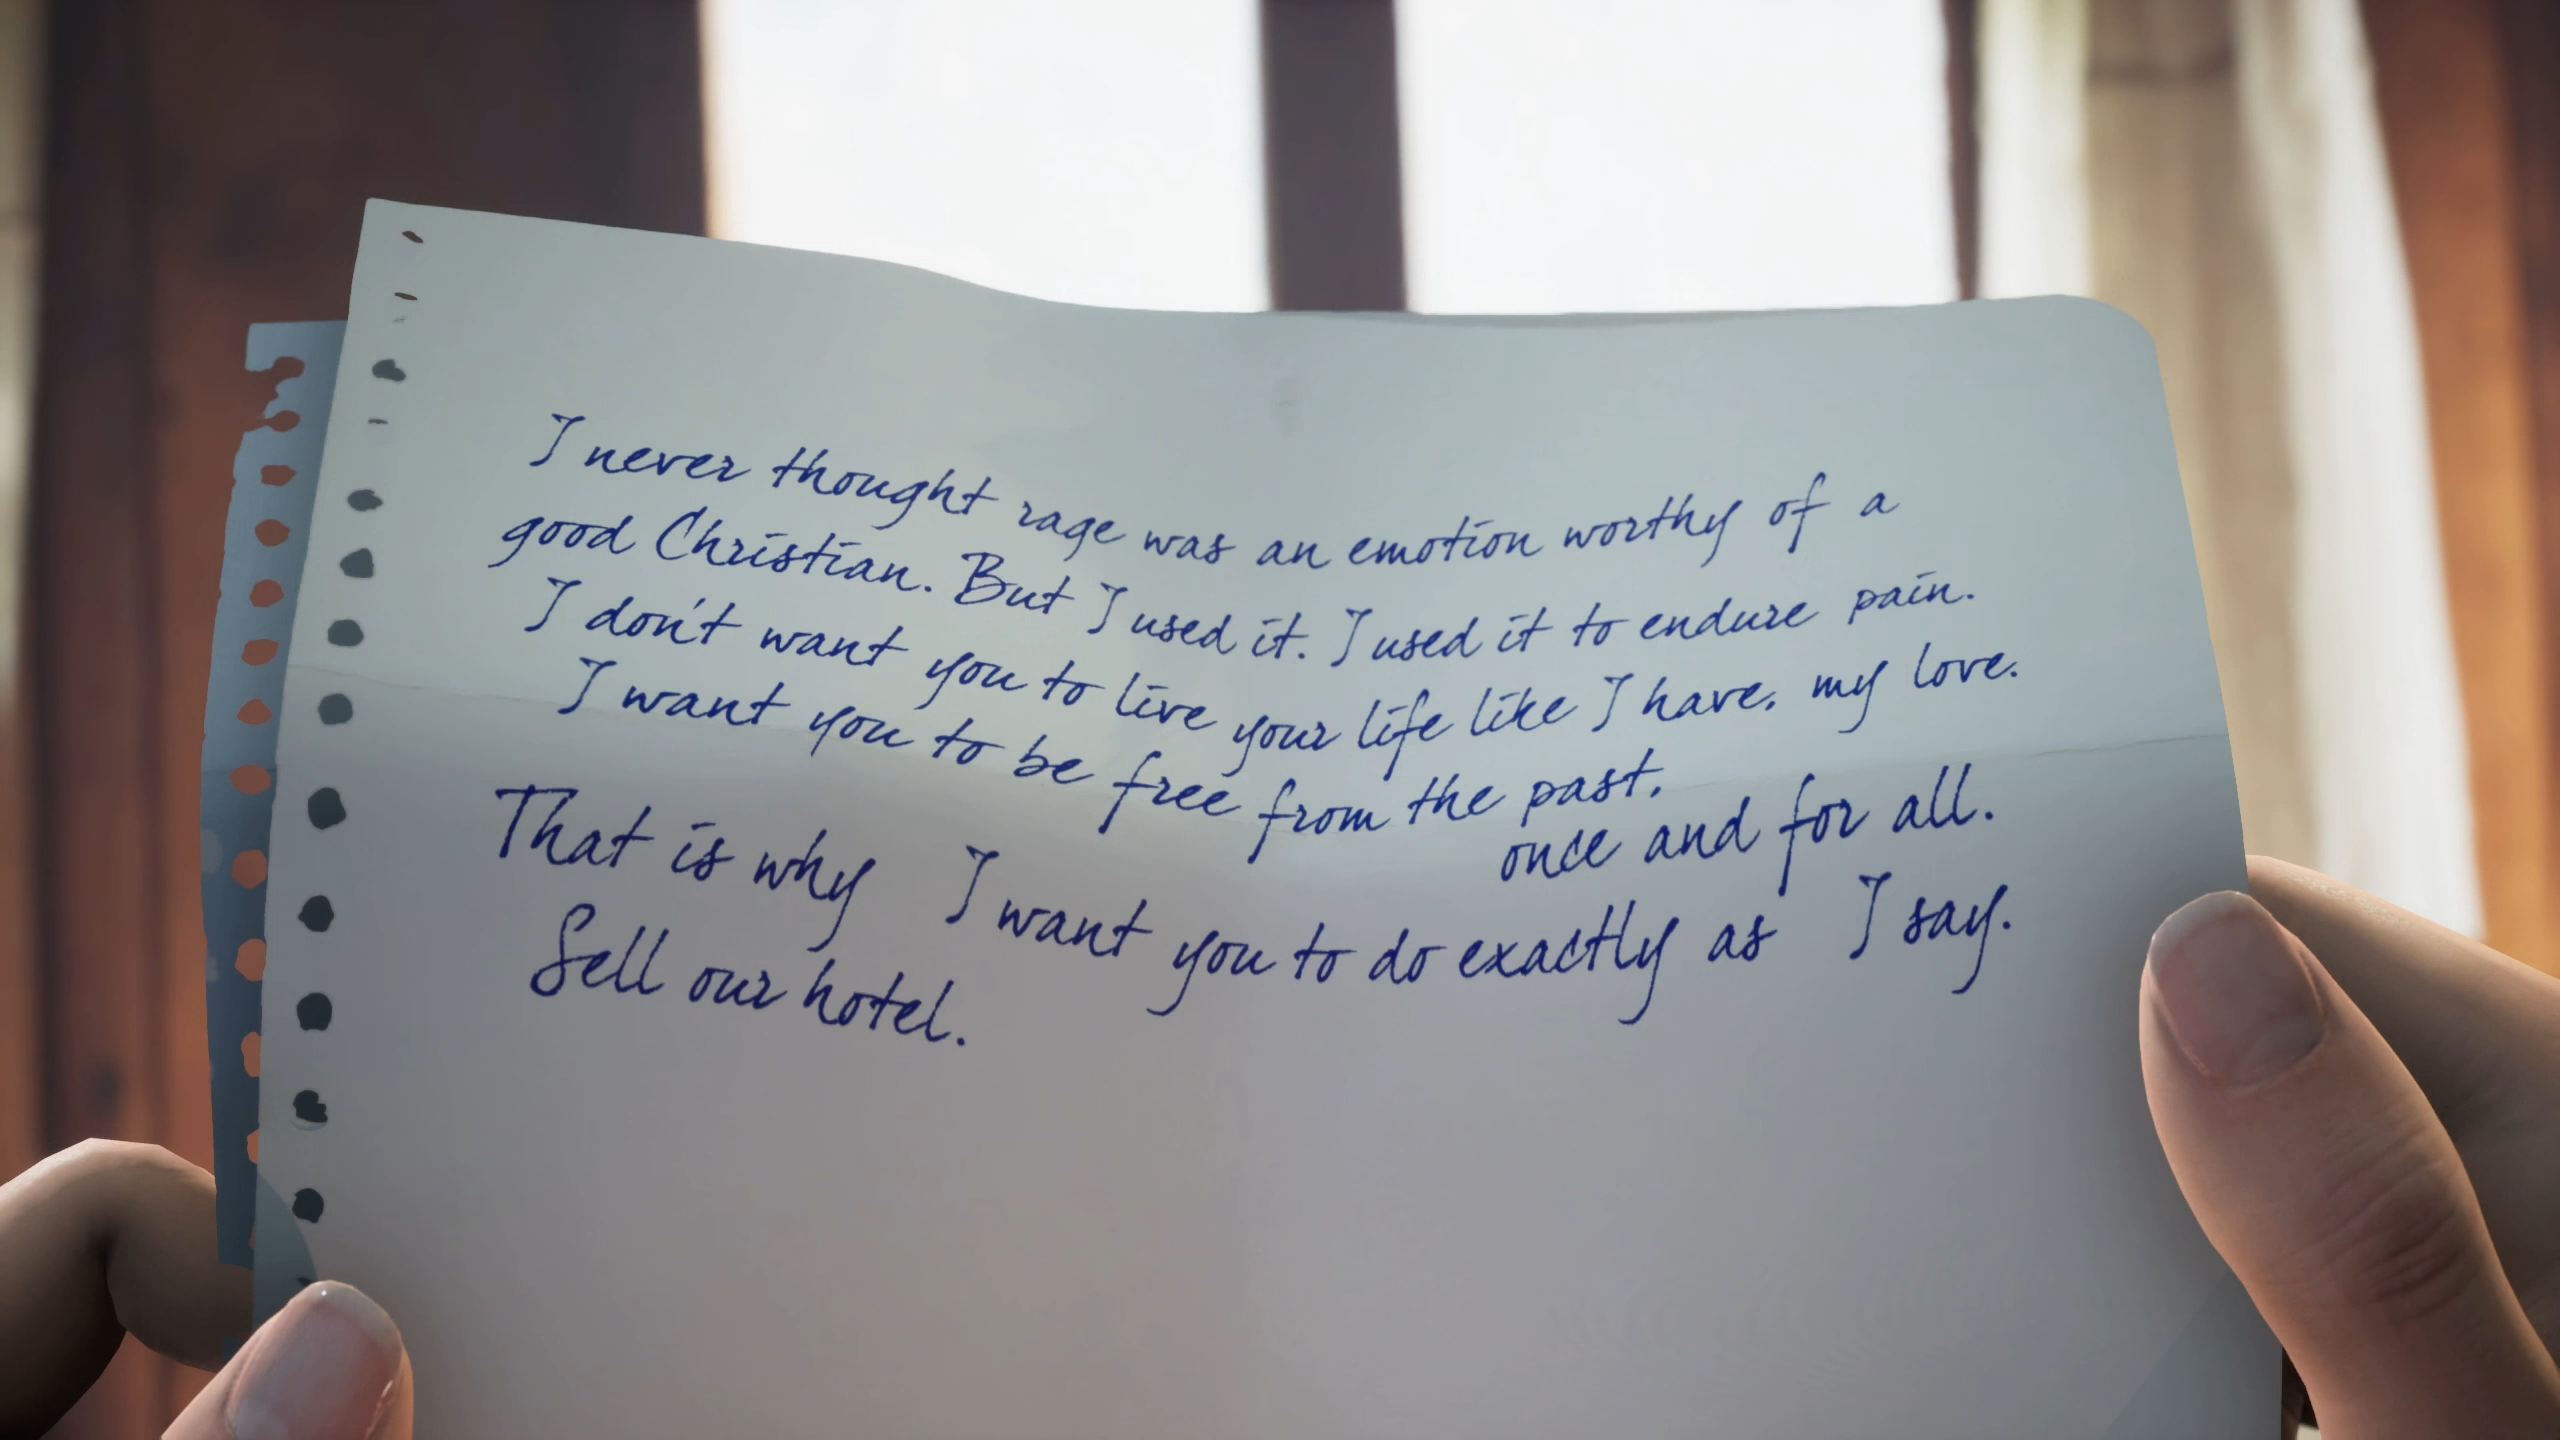 I never thought rage was an emotion worthy of a
good Christian. But I used it. I used it to endure pain.
I don't want you to live your life like I have, my love.
I want you to be free from the past,
once and for all.
That is why I want you to do exactly as I say.
Sell our hotel.